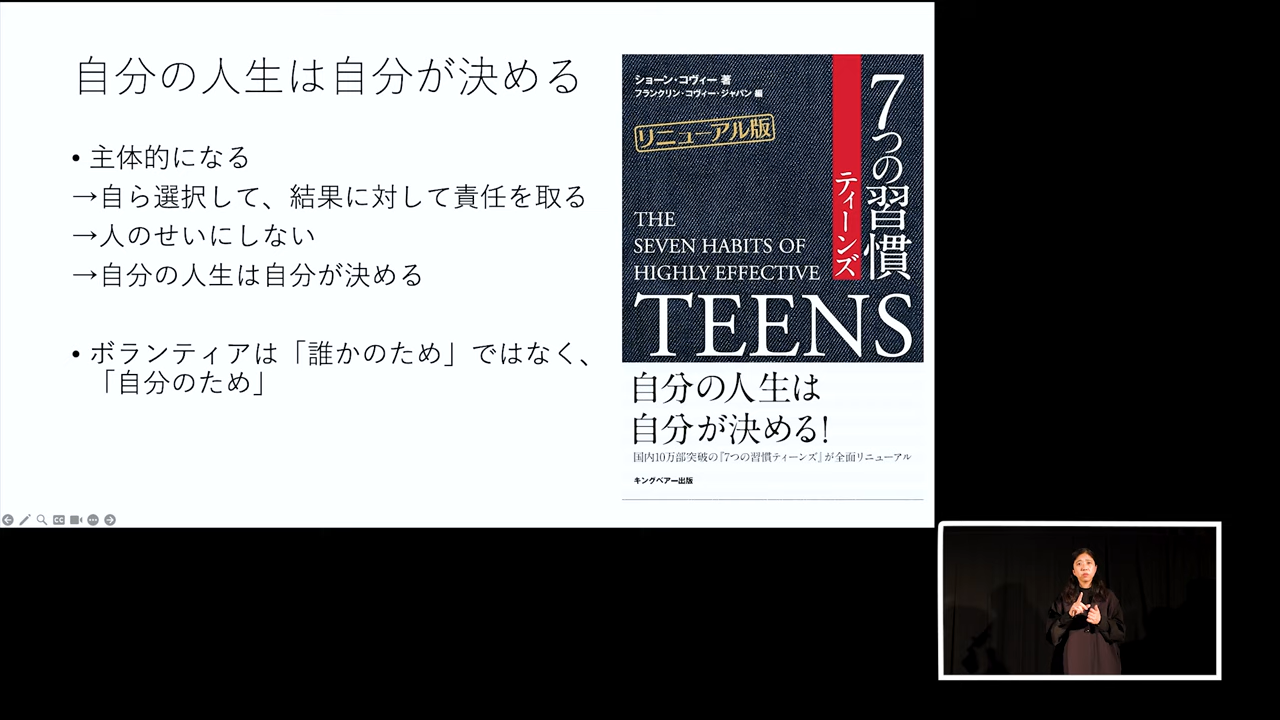 自分の人生は自分が決める
• 主体的になる
→自ら選択して、結果に対して責任を取る
→人のせいにしない
→自分の人生は自分が決める
• ボランティアは「誰かのため」ではなく、
「自分のため」
ショーン・コヴィー 著
フランクリン・コヴィー・ジャパン 編
リニューアル版
7つの習慣
ティーンズ
THE
SEVEN HABITS OF
HIGHLY EFFECTIVE
TEENS
自分の人生は
自分が決める!
国内10万部突破の『7つの習慣ティーンズ』が全面リニューアル
キングベアー出版
CC